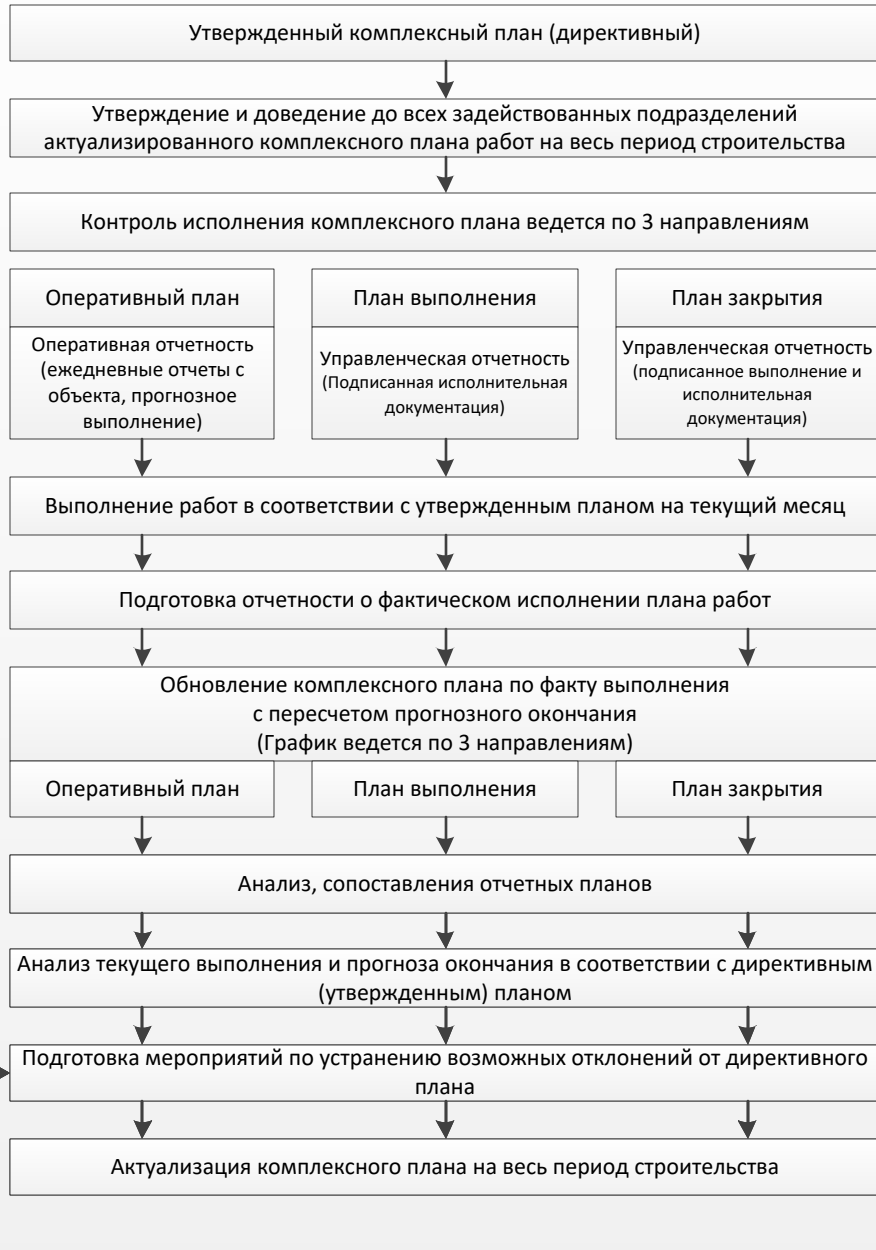 Утвержденный комплексный план (директивный)
Утверждение и доведение до всех задействованных подразделений
актуализированного комплексного плана работ на весь период строительства
Контроль исполнения комплексного плана ведется по 3 направлениям
Оперативный план
Оперативная отчетность
(ежедневные отчеты с
объекта, прогнозное
выполнение)
План выполнения
Управленческая отчетность
(Подписанная исполнительная
документация)
План закрытия
Управленческая отчетность
(подписанное выполнение и
исполнительная
документация)
Выполнение работ в соответствии с утвержденным планом на текущий месяц
Подготовка отчетности о фактическом исполнении плана работ
Обновление комплексного плана по факту выполнения
с пересчетом прогнозного окончания
(График ведется по 3 направлениям)
Оперативный план
План выполнения
План закрытия
Анализ, сопоставления отчетных планов
Анализ текущего выполнения и прогноза окончания в соответствии с директивным
(утвержденным) планом
Подготовка мероприятий по устранению возможных отклонений от директивного
плана
Актуализация комплексного плана на весь период строительства